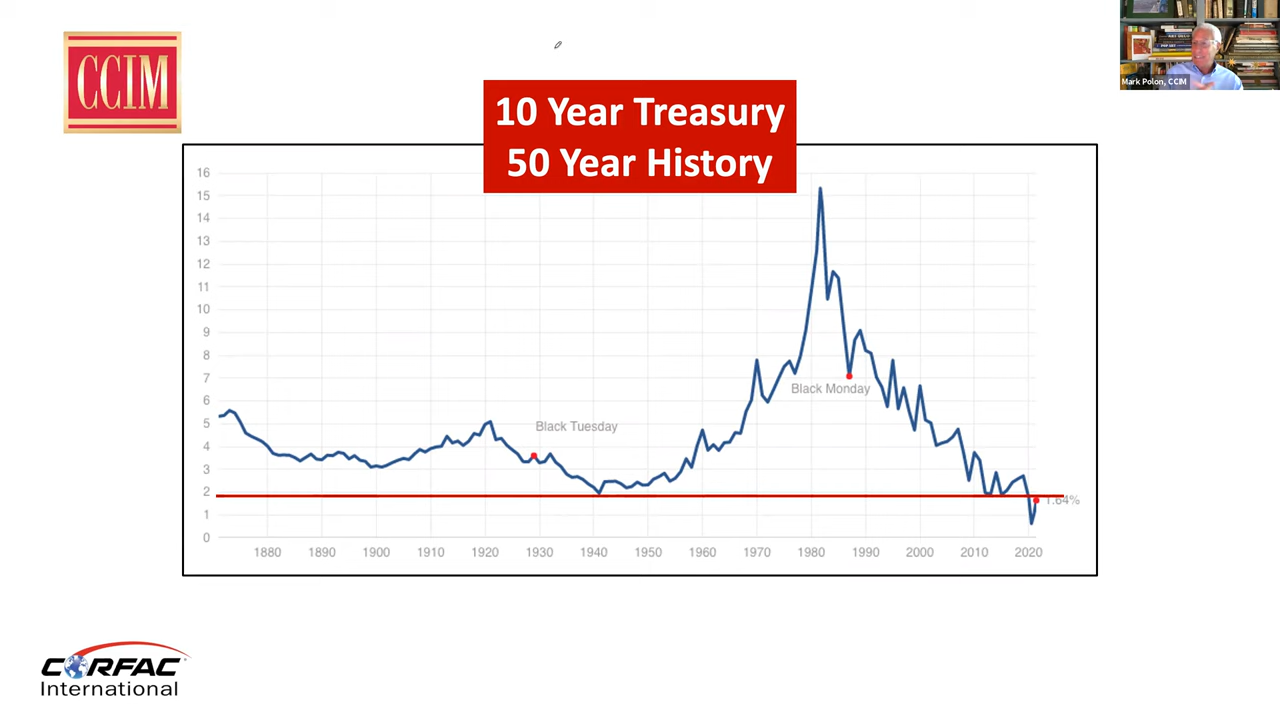 CCIM
10 Year Treasury
50 Year History
Mark Polon, CCIM
16
15
14
13
12
11
10
9
8
7
6
5
4
3
2
1
0
Black Tuesday
Black Monday
1.64%
1880 1890 1900 1910 1920 1930 1940 1950 1960 1970 1980 1990 2000 2010 2020
CORFAC
International